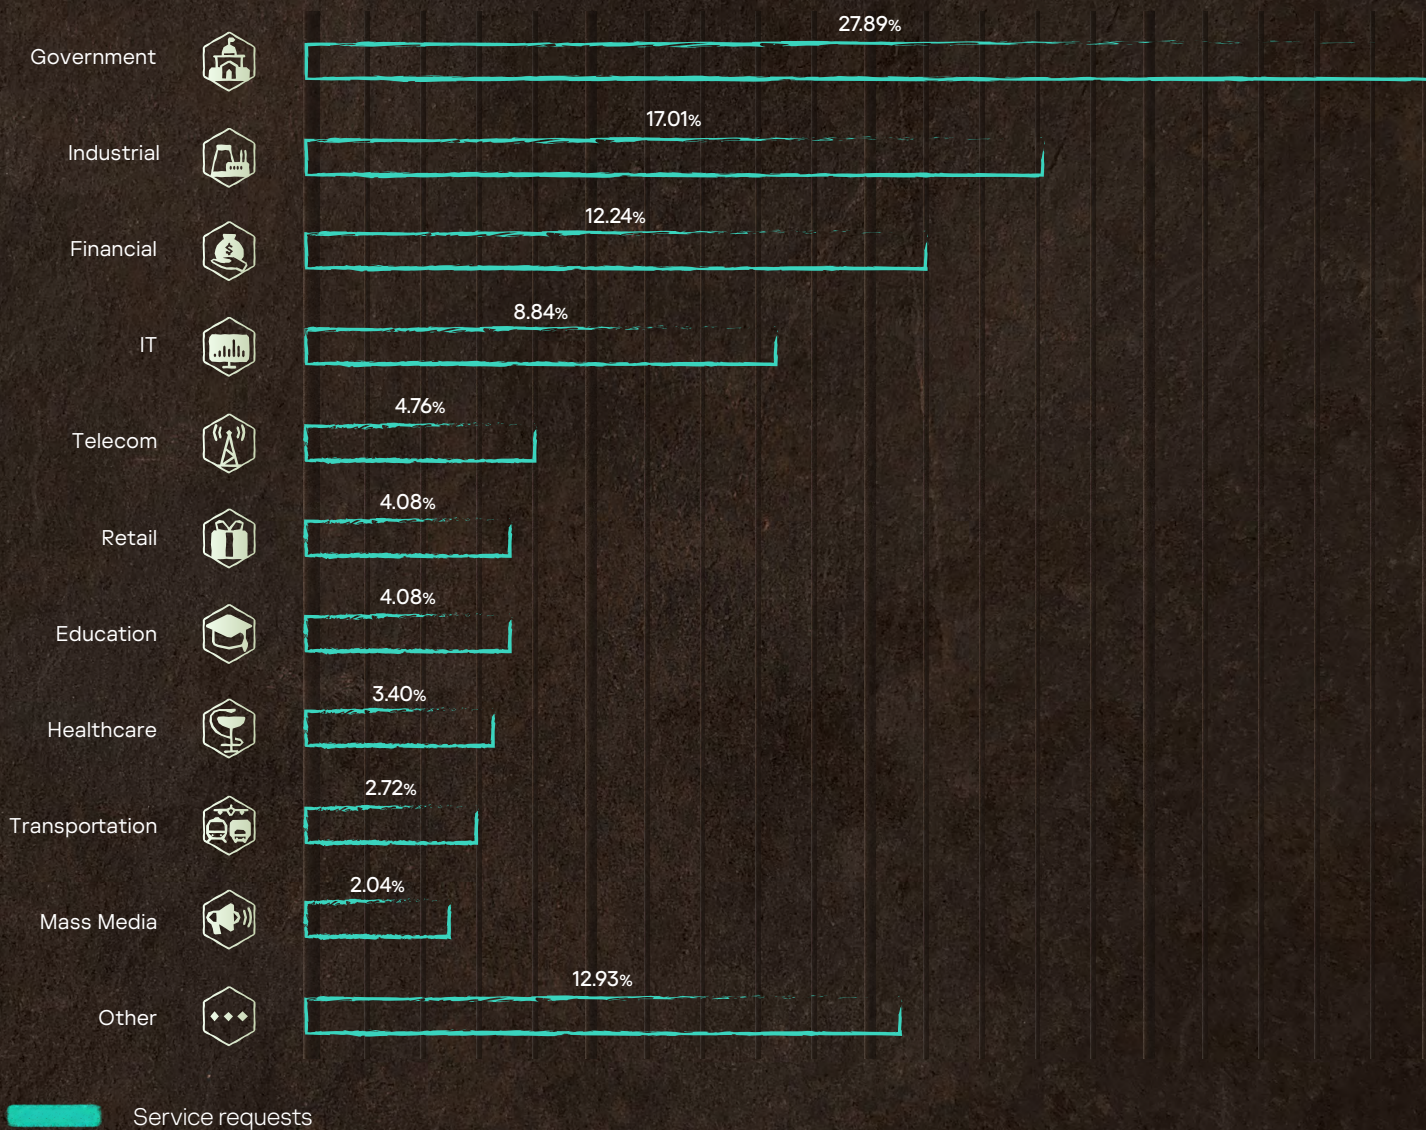 27.89%
Government
17.01%
Industrial
12.24%
Financial
8.84%
IT
4.76%
Telecom
4.08%
Retail
4.08%
Education
3.40%
Healthcare
2.72%
Transportation
2.04%
Mass Media
12.93%
Other
Service requests